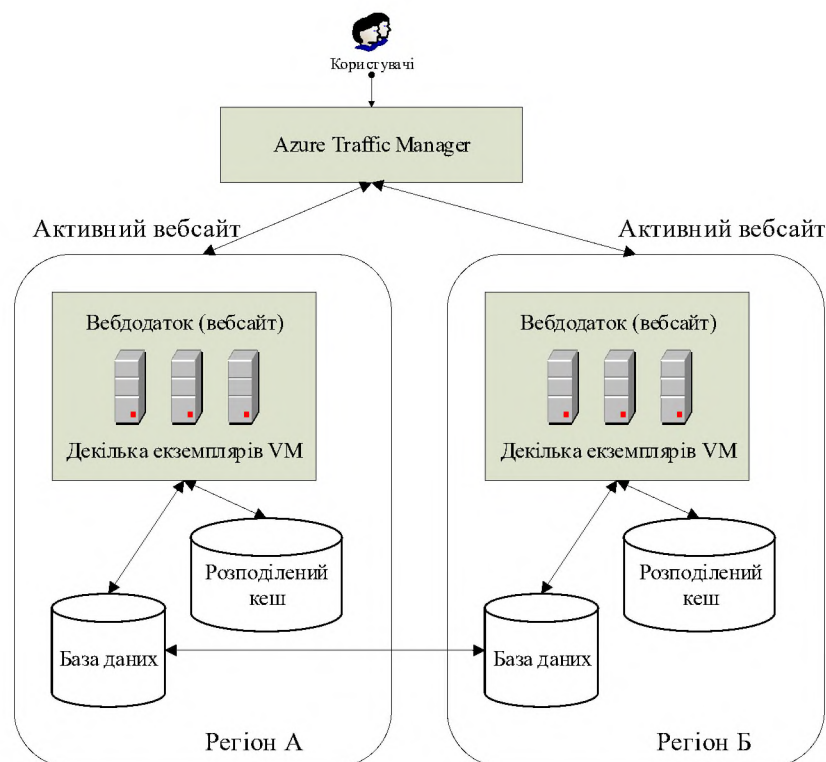 Користувачі
Azure Traffic Manager
Активний вебсайт
Активний вебсайт
Вебдодаток (вебсайт)
Декілька екземплярів VM
Розподілений
кеш
База даних
Регіон А
Вебдодаток (вебсайт)
Декілька екземплярів VM
Розподілений
кеш
База даних
Регіон Б